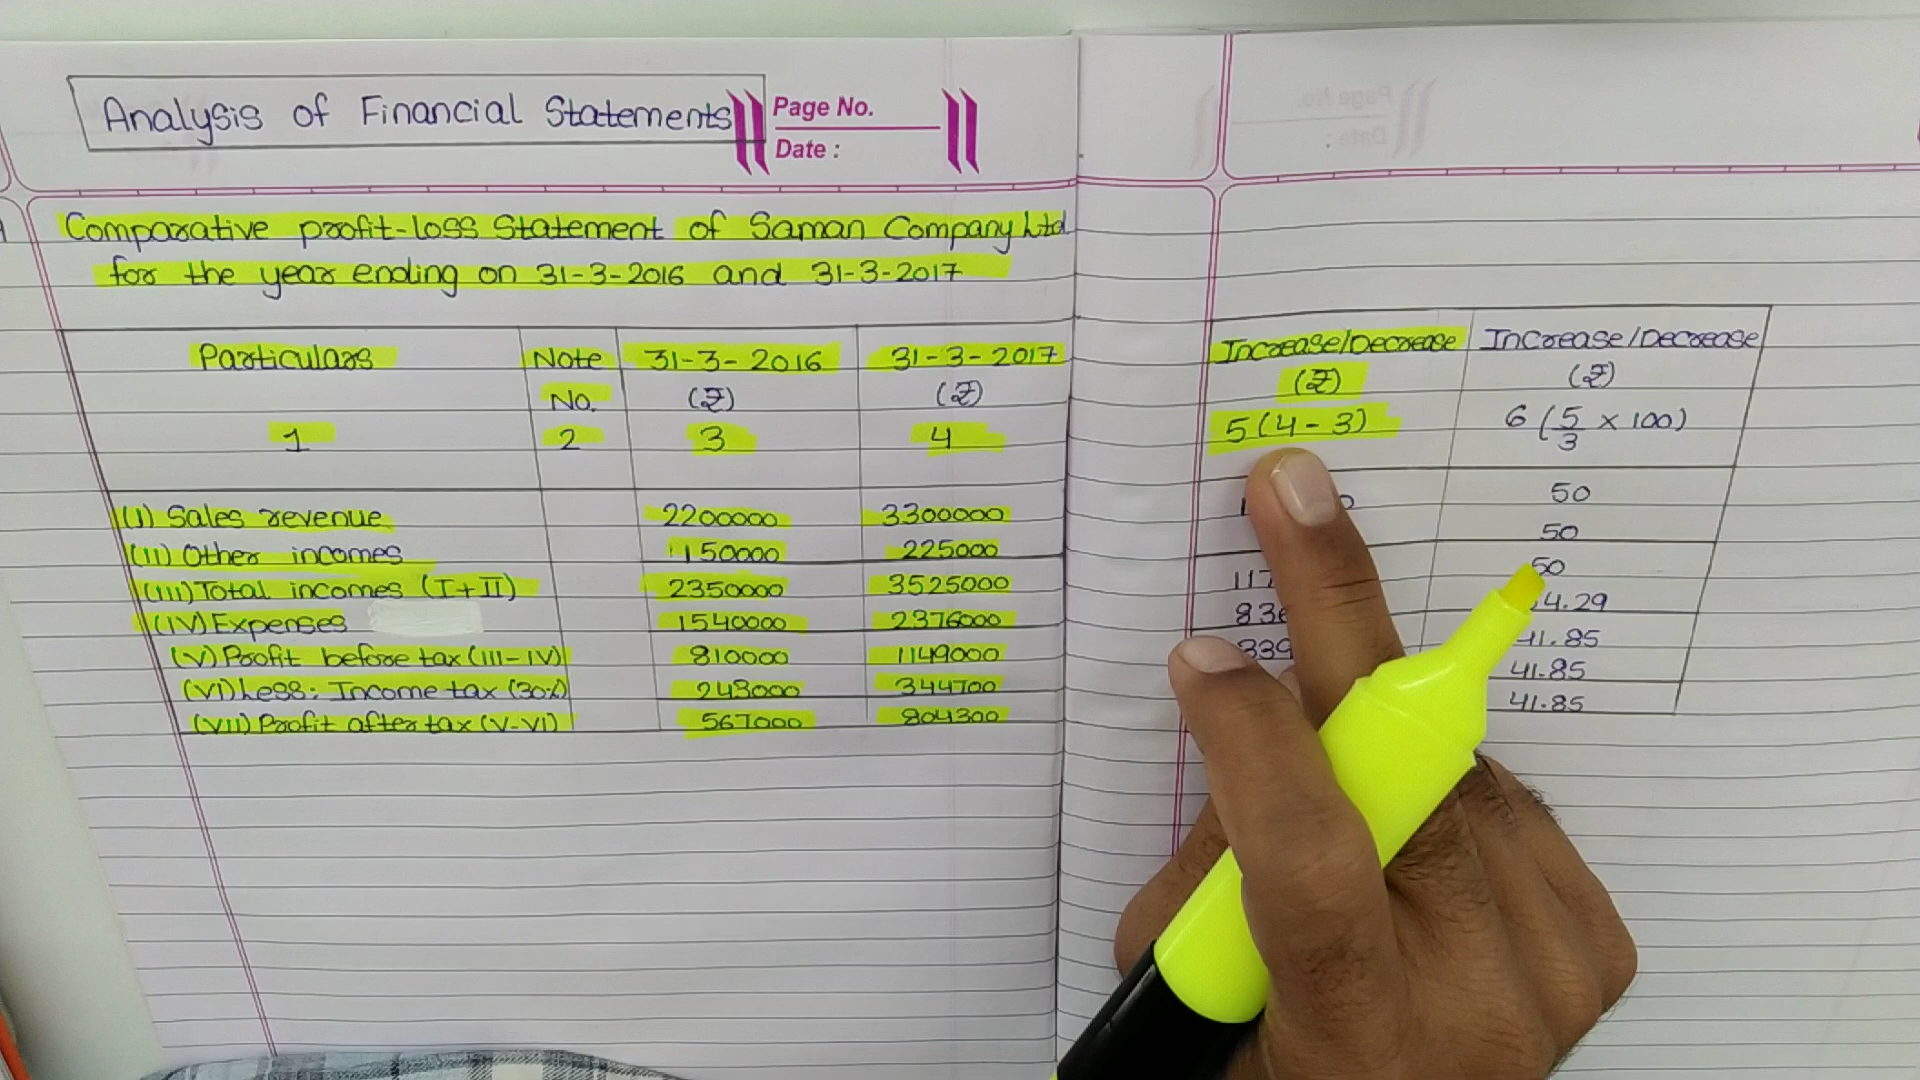 Analysis of Financial Statements
Page No.
Date :
Comparative profit-loss Statement of Saman Company Ltd
for the year ending on 31-3-2016 and 31-3-2017
Particulars Note 31-3-2016 31-3-2017 Increase/Decrease Increase/Decrease
No. (₹) (₹) (₹) (₹)
1 2 3 4 5(4-3) 6(5/3 x 100)
(I) Sales revenue 2200000 3300000 50
(II) Other incomes 150000 225000 50
(III) Total incomes (I+II) 2350000 3525000 50
(IV) Expenses 1540000 2376000 4.29
(V) Profit before tax (III-IV) 810000 1149000 41.85
(VI) Less: Income tax (30%) 243000 344700 41.85
(VII) Profit after tax (V-VI) 567000 804300 41.85